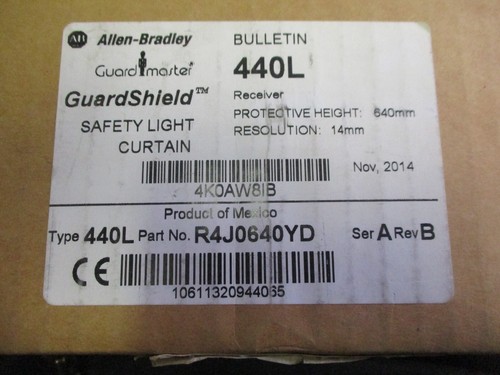 AB Allen-Bradley
Guardmaster
GuardShield™
SAFETY LIGHT
CURTAIN
BULLETIN
440L
Receiver
PROTECTIVE HEIGHT: 640mm
RESOLUTION: 14mm
Nov, 2014
4K0AW8IB
Product of Mexico
Type 440L Part No. R4J0640YD Ser A Rev B
CE
10611320944065